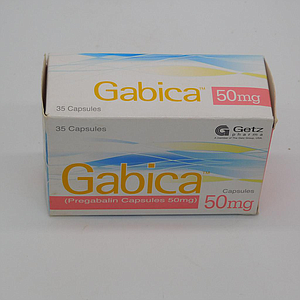 Gabica™ 50mg
35 Capsules
35 Capsules
Getz
pharma
Gabica™
(Pregabalin Capsules 50mg)
Capsules
50mg